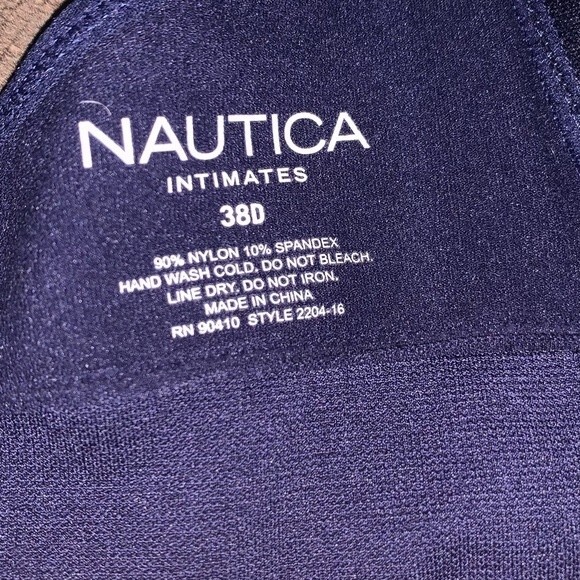 NAUTICA
INTIMATES
38D
90% NYLON 10% SPANDEX
HAND WASH COLD. DO NOT BLEACH.
LINE DRY. DO NOT IRON.
MADE IN CHINA
RN 90410 STYLE 2204-16